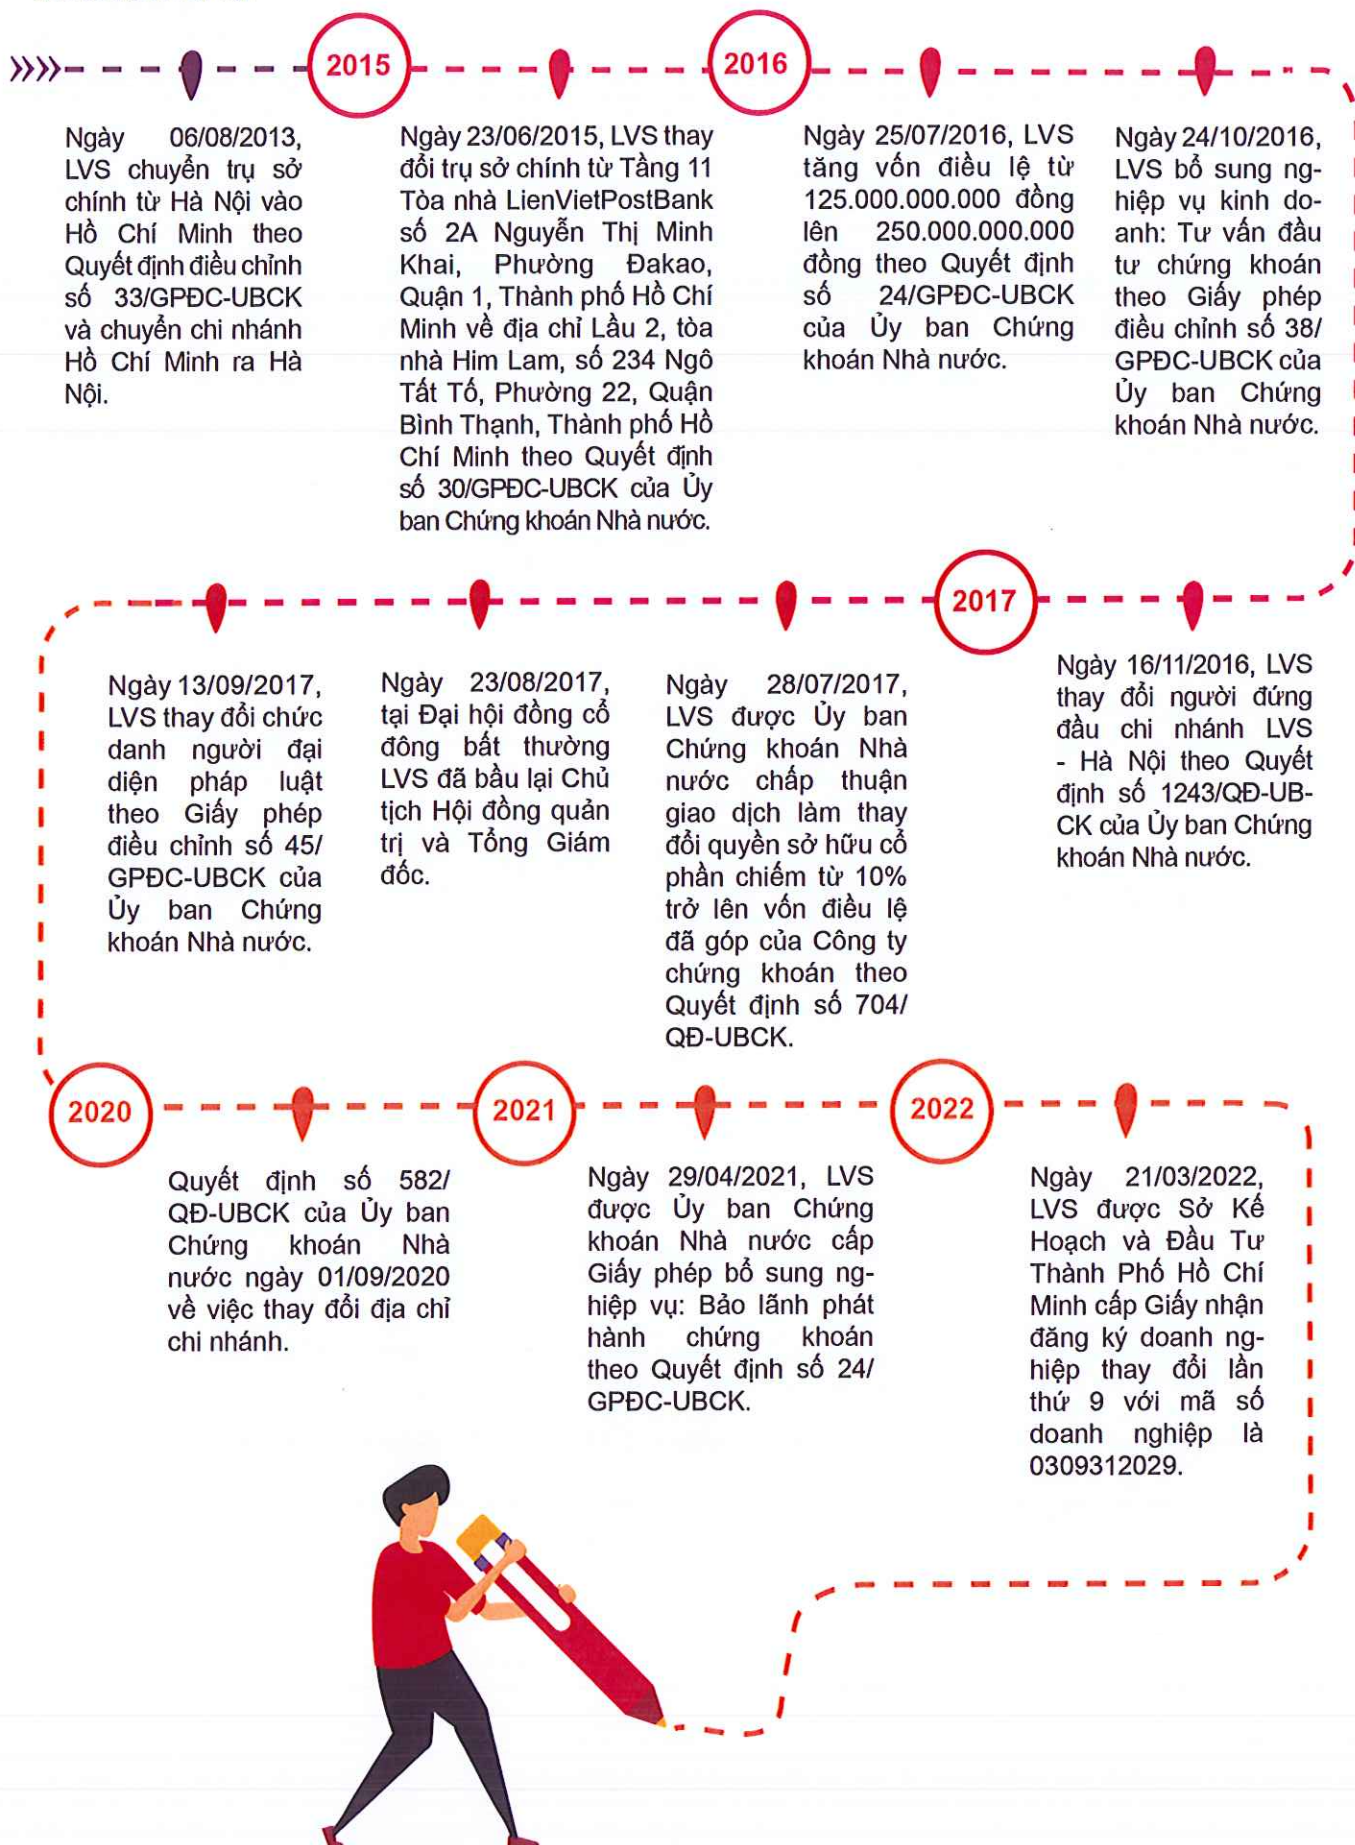 2015
2016
Ngày 06/08/2013,
LVS chuyển trụ sở
chính từ Hà Nội vào
Hồ Chí Minh theo
Quyết định điều chỉnh
số 33/GPĐC-UBCK
và chuyển chi nhánh
Hồ Chí Minh ra Hà
Nội.
Ngày 23/06/2015, LVS thay
đổi trụ sở chính từ Tầng 11
Tòa nhà LienVietPostBank
số 2A Nguyễn Thị Minh
Khai, Phường Đakao,
Quận 1, Thành phố Hồ Chí
Minh về địa chỉ Lầu 2, tòa
nhà Him Lam, số 234 Ngô
Tất Tố, Phường 22, Quận
Bình Thạnh, Thành phố Hồ
Chí Minh theo Quyết định
số 30/GPĐC-UBCK của Ủy
ban Chứng khoán Nhà nước.
Ngày 25/07/2016, LVS
tăng vốn điều lệ từ
125.000.000.000 đồng
lên 250.000.000.000
đồng theo Quyết định
số 24/GPĐC-UBCK
của Ủy ban Chứng
khoán Nhà nước.
Ngày 24/10/2016,
LVS bổ sung ng-
hiệp vụ kinh do-
anh: Tư vấn đầu
tư chứng khoán
theo Giấy phép
điều chỉnh số 38/
GPĐC-UBCK của
Ủy ban Chứng
khoán Nhà nước.
2017
Ngày 16/11/2016, LVS
thay đổi người đứng
đầu chi nhánh LVS
- Hà Nội theo Quyết
định số 1243/QĐ-UB-
CK của Ủy ban Chứng
khoán Nhà nước.
Ngày 28/07/2017,
LVS được Ủy ban
Chứng khoán Nhà
nước chấp thuận
giao dịch làm thay
đổi quyền sở hữu cổ
phần chiếm từ 10%
trở lên vốn điều lệ
đã góp của Công ty
chứng khoán theo
Quyết định số 704/
QĐ-UBCK.
Ngày 23/08/2017,
tại Đại hội đồng cổ
đông bất thường
LVS đã bầu lại Chủ
tịch Hội đồng quản
trị và Tổng Giám
đốc.
Ngày 13/09/2017,
LVS thay đổi chức
danh người đại
diện pháp luật
theo Giấy phép
điều chỉnh số 45/
GPĐC-UBCK của
Ủy ban Chứng
khoán Nhà nước.
2020
2021
2022
Quyết định số 582/
QĐ-UBCK của Ủy ban
Chứng khoán Nhà
nước ngày 01/09/2020
về việc thay đổi địa chỉ
chi nhánh.
Ngày 29/04/2021, LVS
được Ủy ban Chứng
khoán Nhà nước cấp
Giấy phép bổ sung ng-
hiệp vụ: Bảo lãnh phát
hành chứng khoán
theo Quyết định số 24/
GPĐC-UBCK.
Ngày 21/03/2022,
LVS được Sở Kế
Hoạch và Đầu Tư
Thành Phố Hồ Chí
Minh cấp Giấy nhận
đăng ký doanh ng-
hiệp thay đổi lần
thứ 9 với mã số
doanh nghiệp là
0309312029.